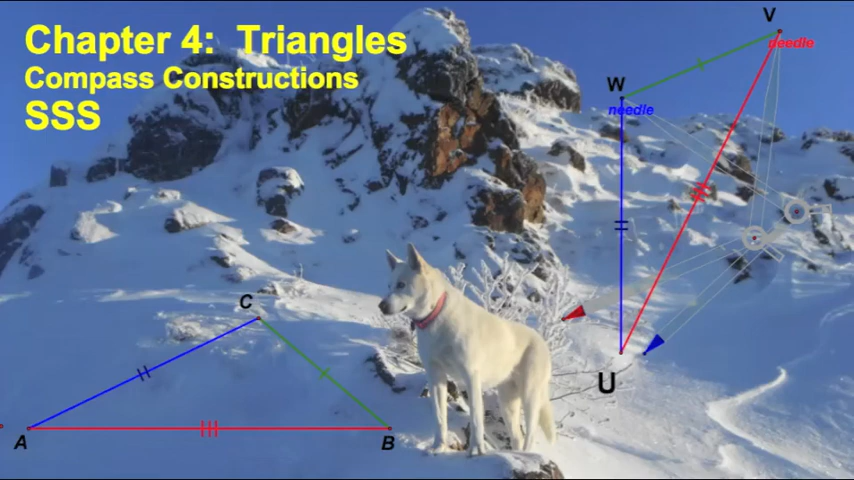 Chapter 4: Triangles
Compass Constructions
SSS
V
needle
W
needle
C
U
A
B